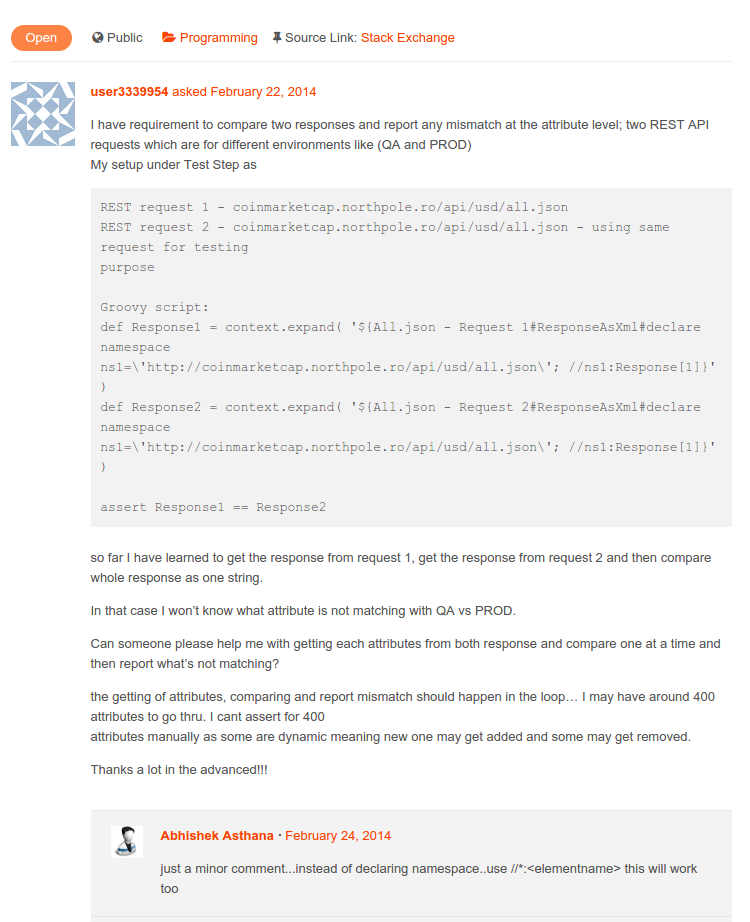 Open Public Programming Source Link: Stack Exchange
user3339954 asked February 22, 2014
I have requirement to compare two responses and report any mismatch at the attribute level; two REST API
requests which are for different environments like (QA and PROD)
My setup under Test Step as
REST request 1 - coinmarketcap.northpole.ro/api/usd/all.json
REST request 2 - coinmarketcap.northpole.ro/api/usd/all.json - using same
request for testing
purpose
Groovy script:
def Response1 = context.expand( '${All.json - Request 1#ResponseAsXml#declare
namespace
ns1=\'http://coinmarketcap.northpole.ro/api/usd/all.json\'; //ns1:Response[1]}'
)
def Response2 = context.expand( '${All.json - Request 2#ResponseAsXml#declare
namespace
ns1=\'http://coinmarketcap.northpole.ro/api/usd/all.json\'; //ns1:Response[1]}'
)
assert Response1 == Response2
so far I have learned to get the response from request 1, get the response from request 2 and then compare
whole response as one string.
In that case I won’t know what attribute is not matching with QA vs PROD.
Can someone please help me with getting each attributes from both response and compare one at a time and
then report what’s not matching?
the getting of attributes, comparing and report mismatch should happen in the loop… I may have around 400
attributes to go thru. I cant assert for 400
attributes manually as some are dynamic meaning new one may get added and some may get removed.
Thanks a lot in the advanced!!!
Abhishek Asthana · February 24, 2014
just a minor comment...instead of declaring namespace..use //*:<elementname> this will work
too